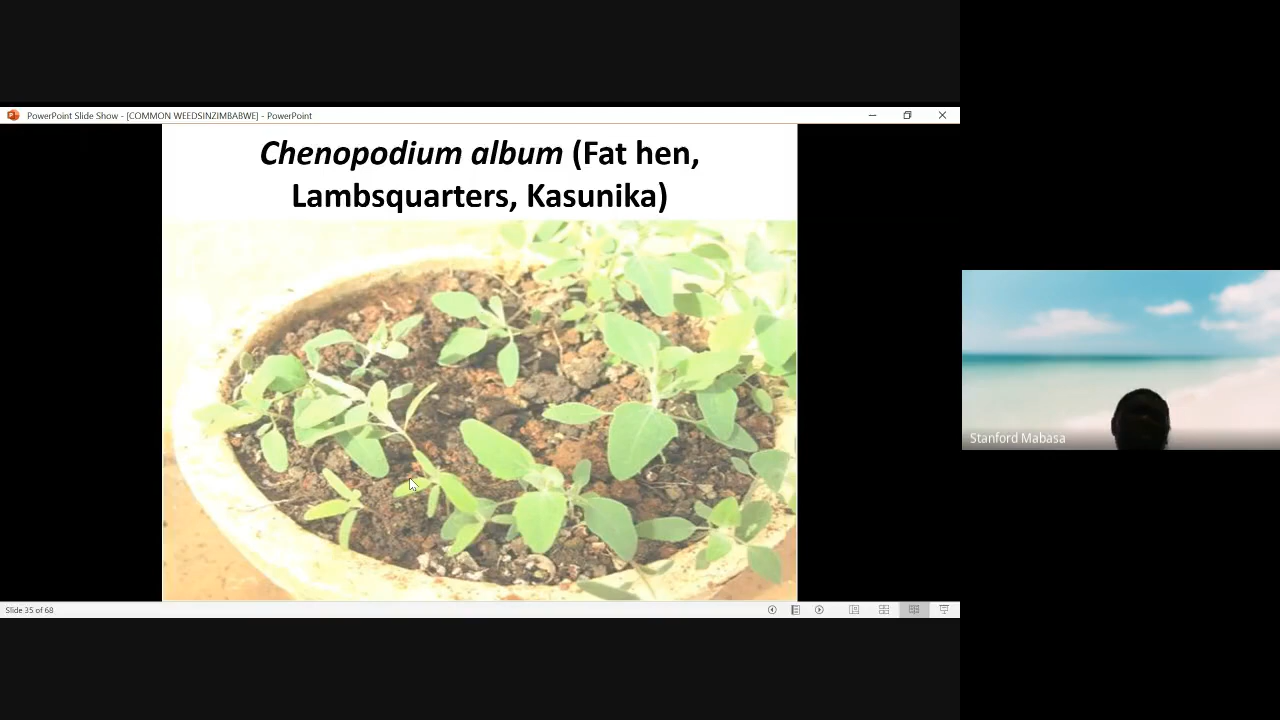 PowerPoint Slide Show - [COMMON WEEDSINZIMBABWE] - PowerPoint
Chenopodium album (Fat hen,
Lambsquarters, Kasunika)
Stanford Mabasa
Slide 35 of 68